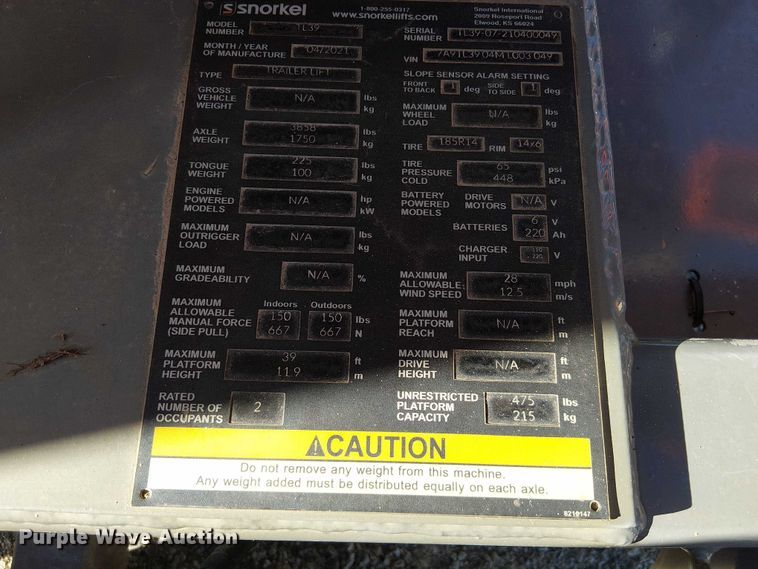 snorkel
1-800-255-0317
www.snorkellifts.com
Snorkel International
2009 Roseport Road
Elwood, KS 66024
MODEL NUMBER TL39
SERIAL NUMBER TL39-07-210400049
MONTH / YEAR OF MANUFACTURE 04/2021
VIN 7A91L3904M1003049
TYPE TRAILER LIFT
SLOPE SENSOR ALARM SETTING
FRONT TO BACK 1 deg SIDE TO SIDE 1 deg
GROSS VEHICLE WEIGHT N/A lbs kg
MAXIMUM WHEEL LOAD N/A lbs kg
AXLE WEIGHT 3858 lbs 1750 kg
TIRE 185R14 RIM 14x6
TONGUE WEIGHT 225 lbs 100 kg
TIRE PRESSURE COLD 65 psi 448 kPa
ENGINE POWERED MODELS N/A hp kW
BATTERY POWERED MODELS DRIVE MOTORS N/A V
BATTERIES 6 V 220 Ah
CHARGER INPUT 110 220 V
MAXIMUM OUTRIGGER LOAD N/A lbs kg
MAXIMUM GRADEABILITY N/A %
MAXIMUM ALLOWABLE WIND SPEED 28 mph 12.5 m/s
MAXIMUM ALLOWABLE MANUAL FORCE (SIDE PULL) Indoors 150 667 Outdoors 150 667 lbs N
MAXIMUM PLATFORM REACH N/A ft m
MAXIMUM PLATFORM HEIGHT 39 ft 11.9 m
MAXIMUM DRIVE HEIGHT N/A ft m
RATED NUMBER OF OCCUPANTS 2
UNRESTRICTED PLATFORM CAPACITY 475 lbs 215 kg
CAUTION
Do not remove any weight from this machine.
Any weight added must be distributed equally on each axle.
8210147
Purple Wave Auction